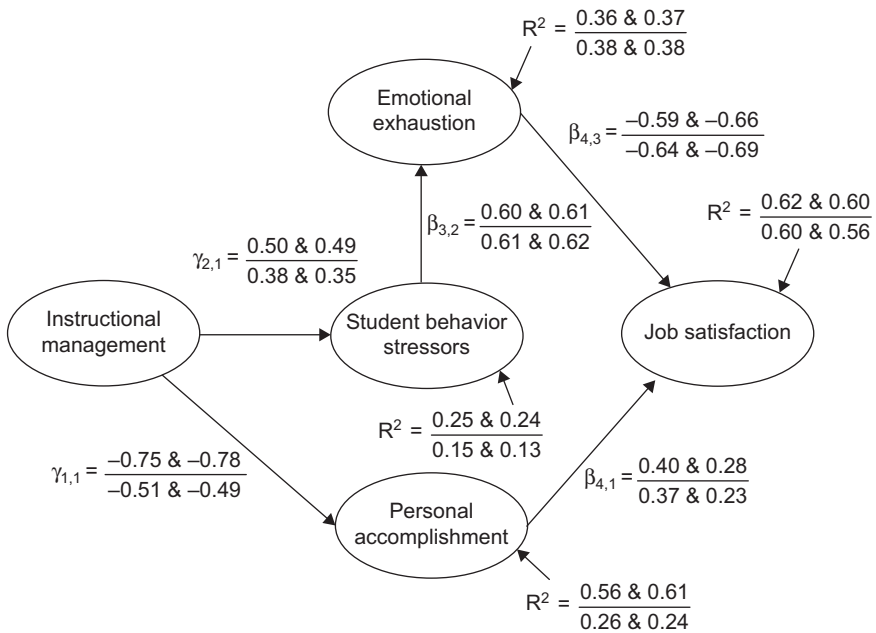 R² = 0.36 & 0.37
0.38 & 0.38
Emotional
exhaustion
β4,3 = –0.59 & –0.66
–0.64 & –0.69
R² = 0.62 & 0.60
0.60 & 0.56
β3,2 = 0.60 & 0.61
0.61 & 0.62
γ2,1 = 0.50 & 0.49
0.38 & 0.35
Instructional
management
Student behavior
stressors
Job satisfaction
R² = 0.25 & 0.24
0.15 & 0.13
γ1,1 = –0.75 & –0.78
–0.51 & –0.49
β4,1 = 0.40 & 0.28
0.37 & 0.23
Personal
accomplishment
R² = 0.56 & 0.61
0.26 & 0.24